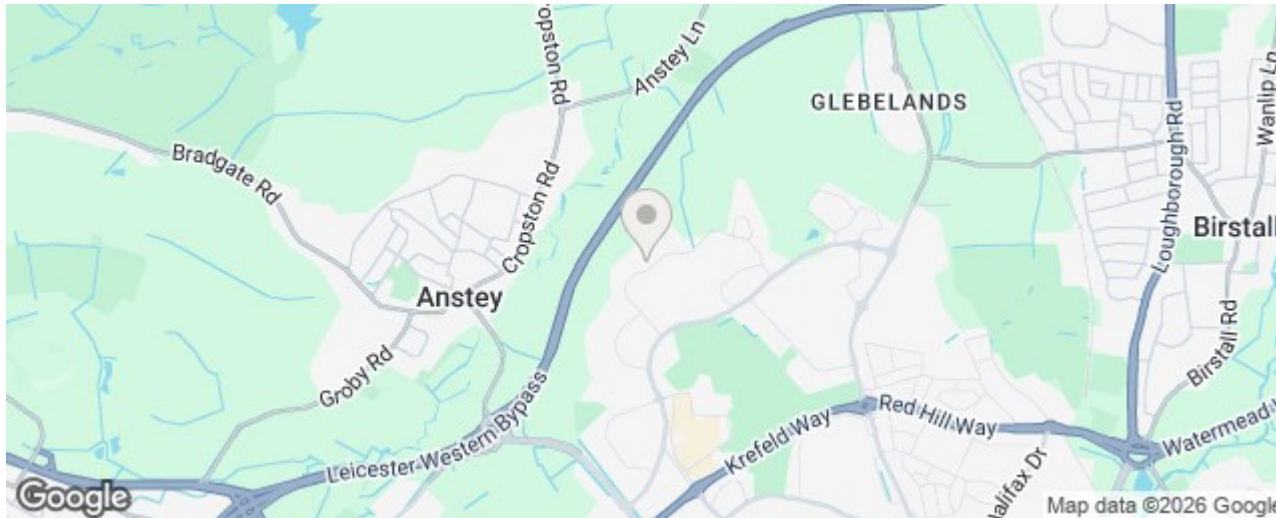 ropston Rd
Anstey Ln
GLEBELANDS
Wanlip Ln
Bradgate Rd
Cropston Rd
Loughborough Rd
Birstall
Anstey
Groby Rd
Birstall Rd
Leicester Western Bypass
Krefeld Way
Red Hill Way
Watermead
Halifax Dr
Google
Map data ©2026 Google